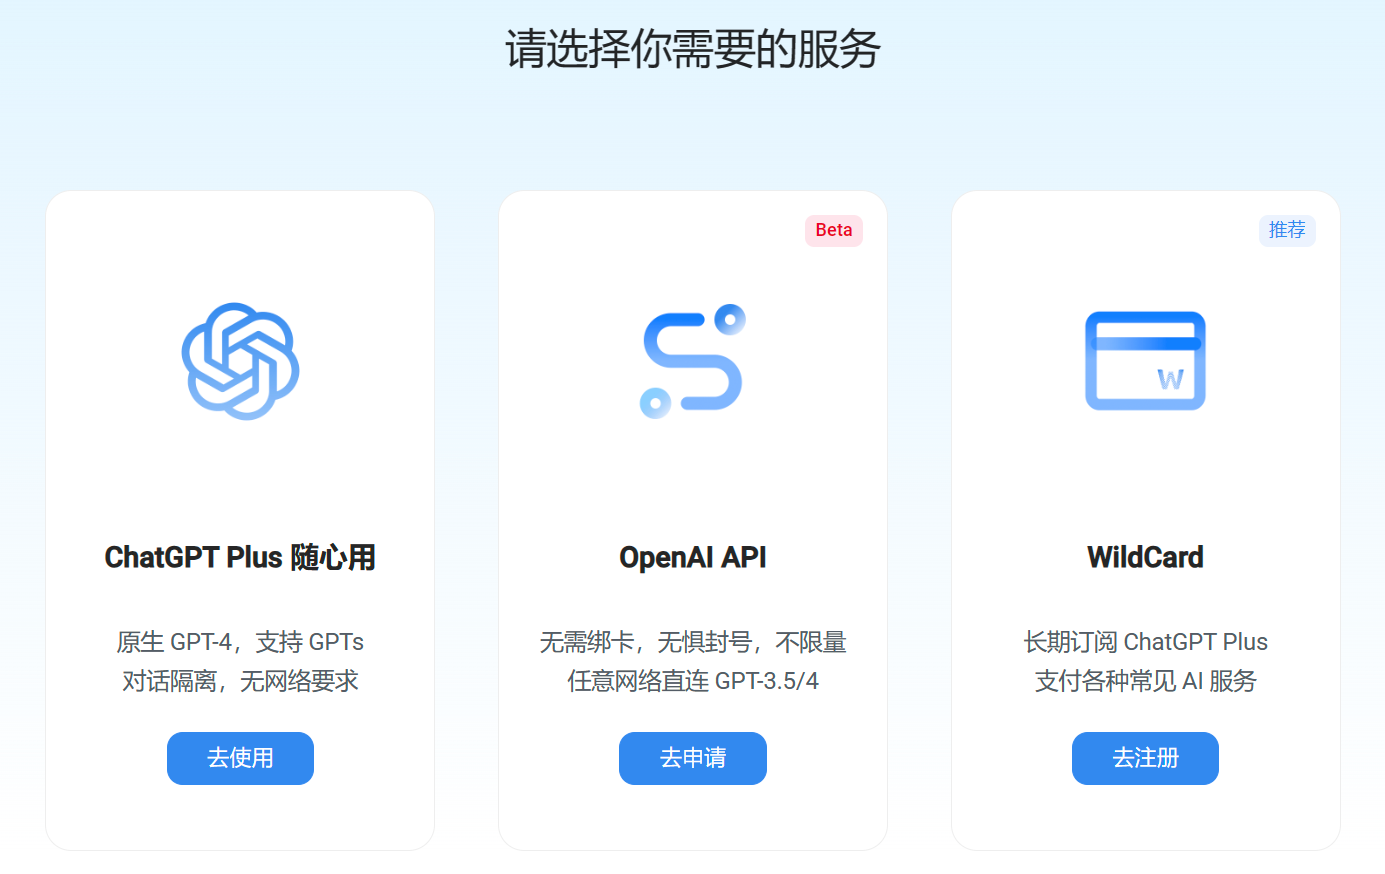 请选择你需要的服务
ChatGPT Plus 随心用
原生 GPT-4，支持 GPTs
对话隔离，无网络要求
去使用
Beta
OpenAI API
无需绑卡，无惧封号，不限量
任意网络直连 GPT-3.5/4
去申请
推荐
W
WildCard
长期订阅 ChatGPT Plus
支付各种常见 AI 服务
去注册